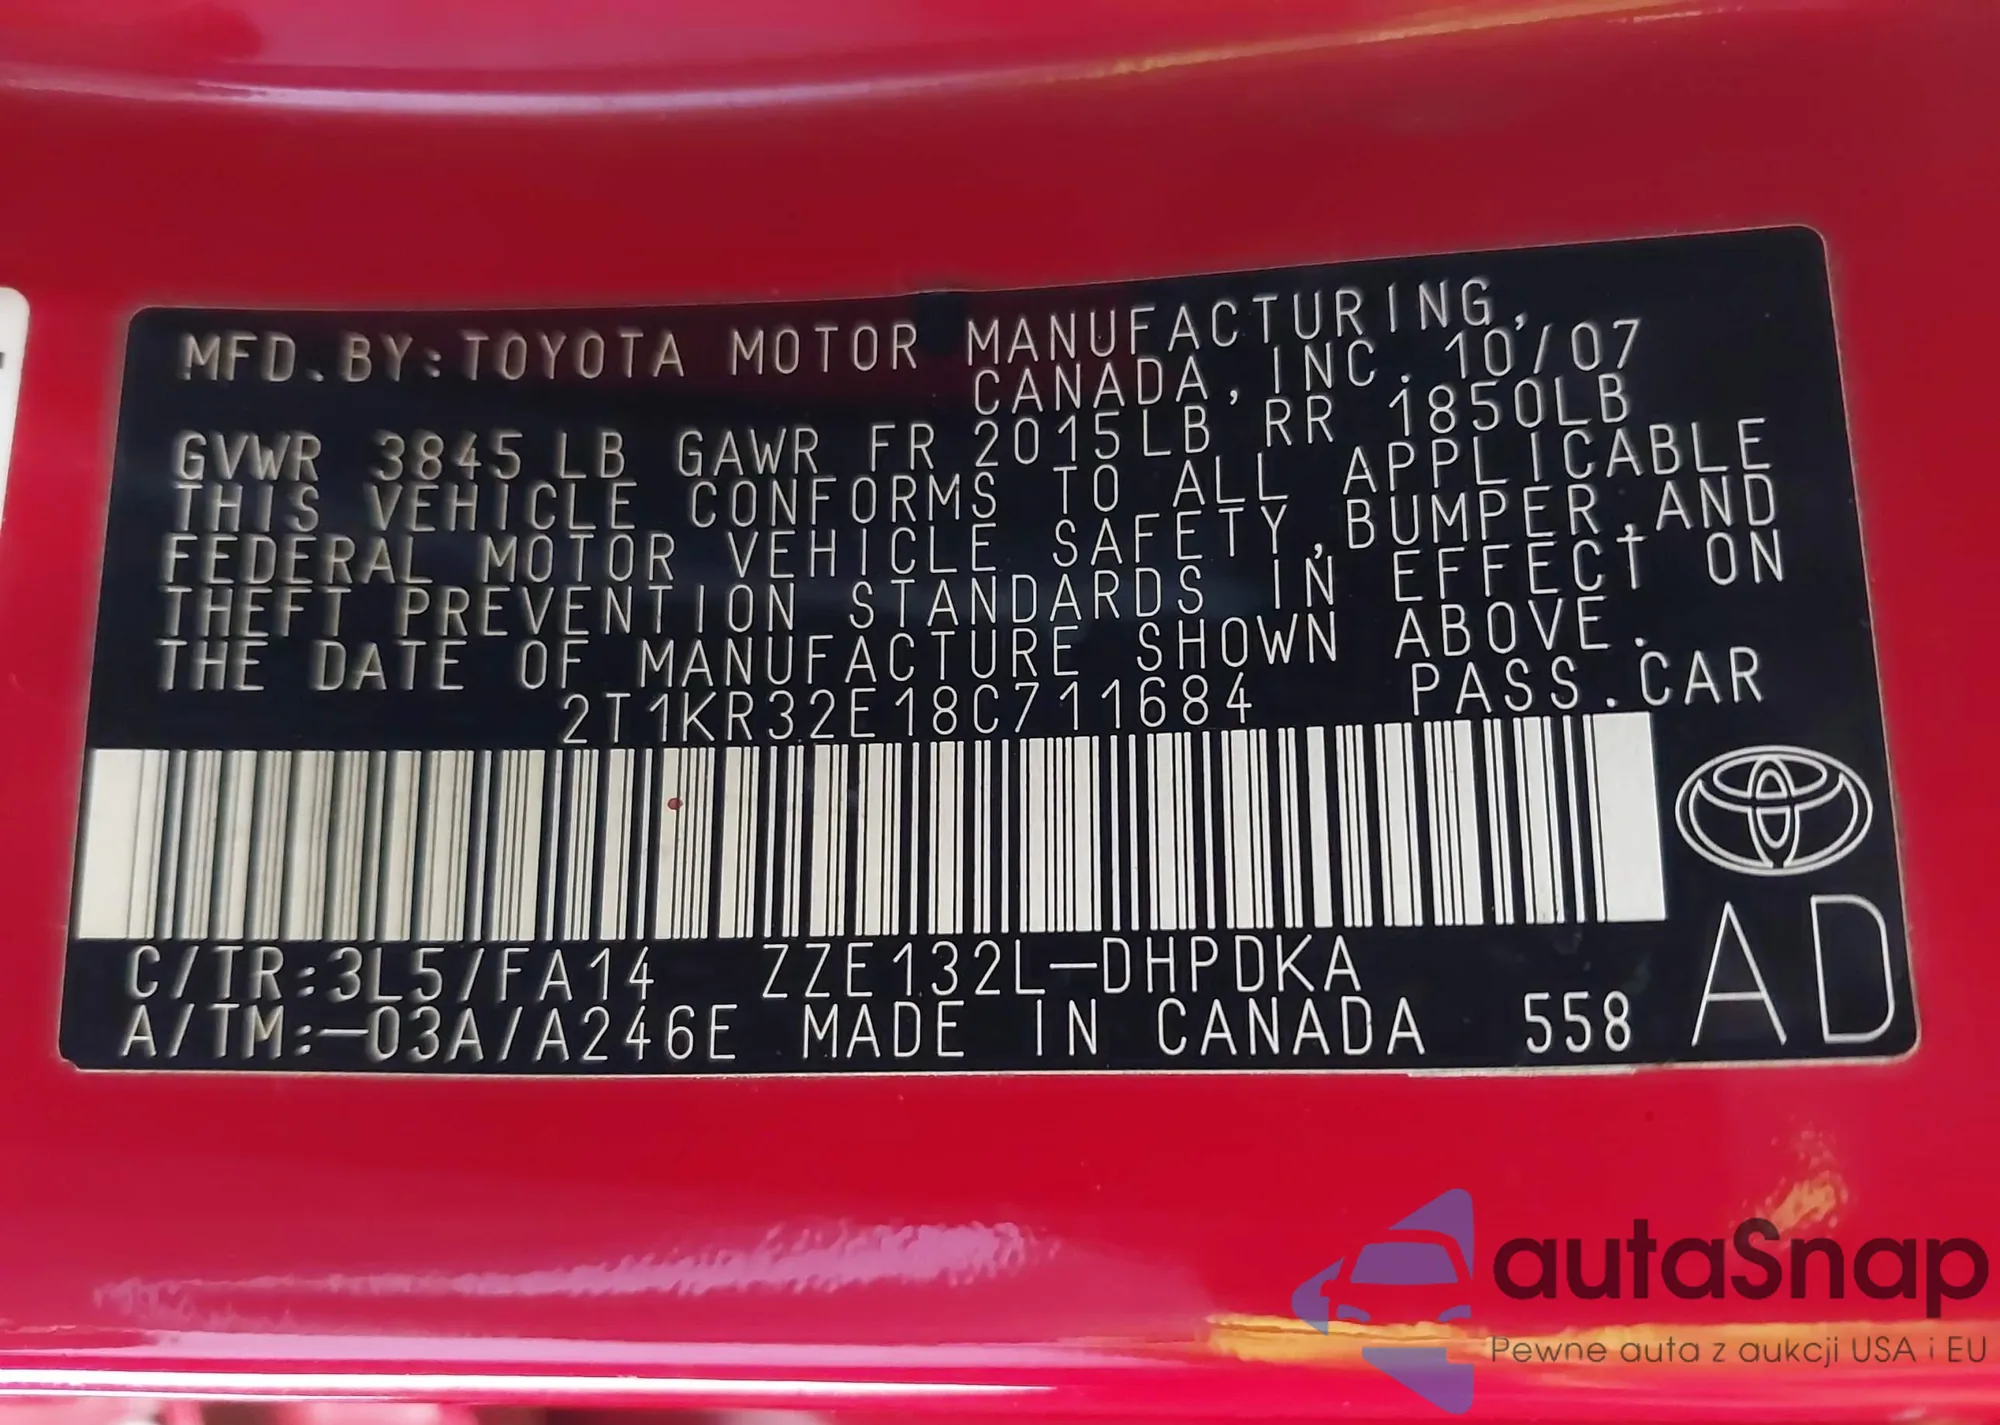 MFD.BY:TOYOTA MOTOR MANUFACTURING,
CANADA,INC. 10/07
GVWR 3845LB GAWR FR 2015LB RR 1850LB
THIS VEHICLE CONFORMS TO ALL APPLICABLE
FEDERAL MOTOR VEHICLE SAFETY,BUMPER,AND
THEFT PREVENTION STANDARDS IN EFFECT ON
THE DATE OF MANUFACTURE SHOWN ABOVE.
2T1KR32E18C711684 PASS.CAR
C/TR:3L5/FA14 ZZE132L-DHPDKA
A/TM:-03A/A246E MADE IN CANADA 558 AD
autaSnap
Pewne auta z aukcji USA i EU